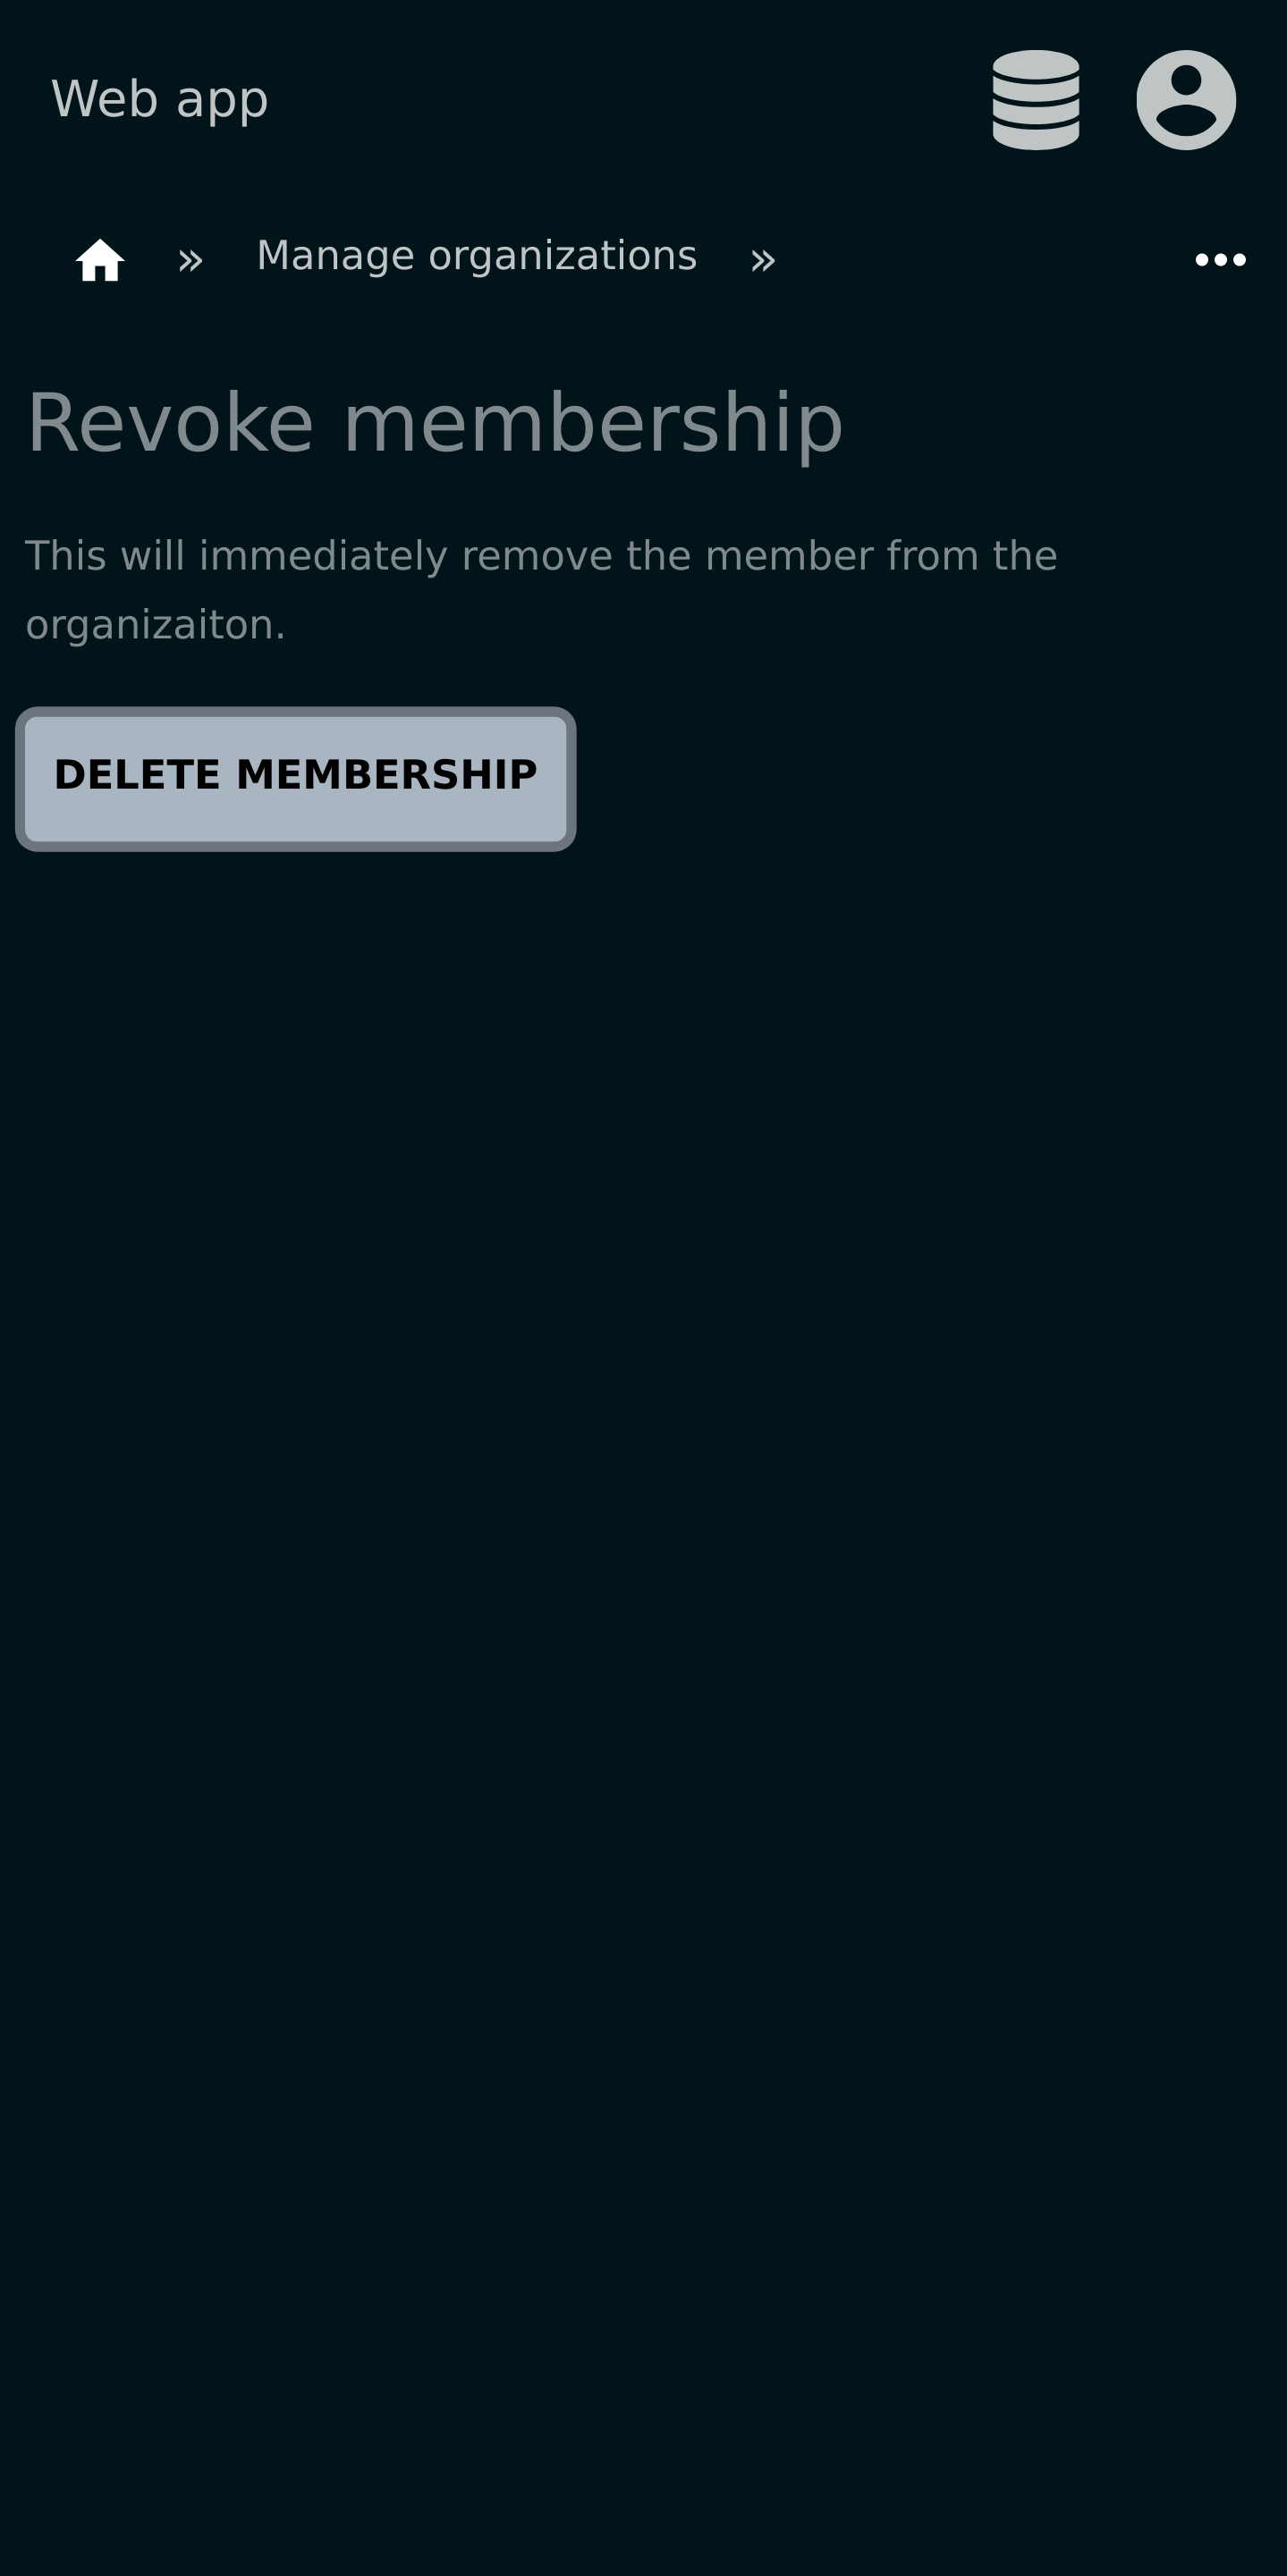 Web app
» Manage organizations »
Revoke membership
This will immediately remove the member from the
organizaiton.
DELETE MEMBERSHIP